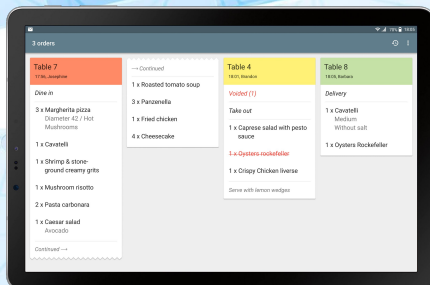 70% 18:05
3 orders
Table 7
17:56, Josephine
Dine in
3 x Margherita pizza
Diameter 42 / Hot
Mushrooms
1 x Cavatelli
1 x Shrimp & stone-
ground creamy grits
1 x Mushroom risotto
2 x Pasta carbonara
1 x Caesar salad
Avocado
Continued →
→ Continued
1 x Roasted tomato soup
3 x Panzenella
1 x Fried chicken
4 x Cheesecake
Table 4
18:01, Brandon
Voided (1)
Take out
1 x Caprese salad with pesto
sauce
1 x Oysters rockefeller
1 x Crispy Chicken liverse
Serve with lemon wedges
Table 8
18:05, Barbara
Delivery
1 x Cavatelli
Medium
Without salt
1 x Oysters Rockefeller